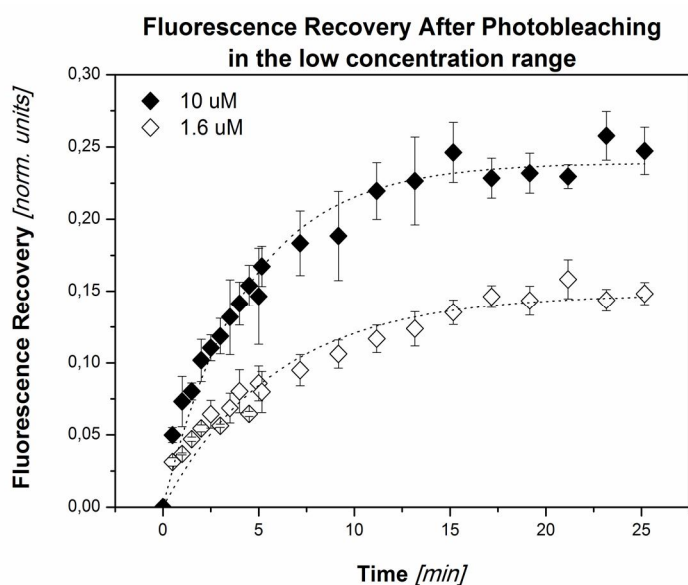 Fluorescence Recovery After Photobleaching
in the low concentration range
Fluorescence Recovery [norm. units]
0,30
0,25
0,20
0,15
0,10
0,05
0,00
10 uM
1.6 uM
0 5 10 15 20 25
Time [min]